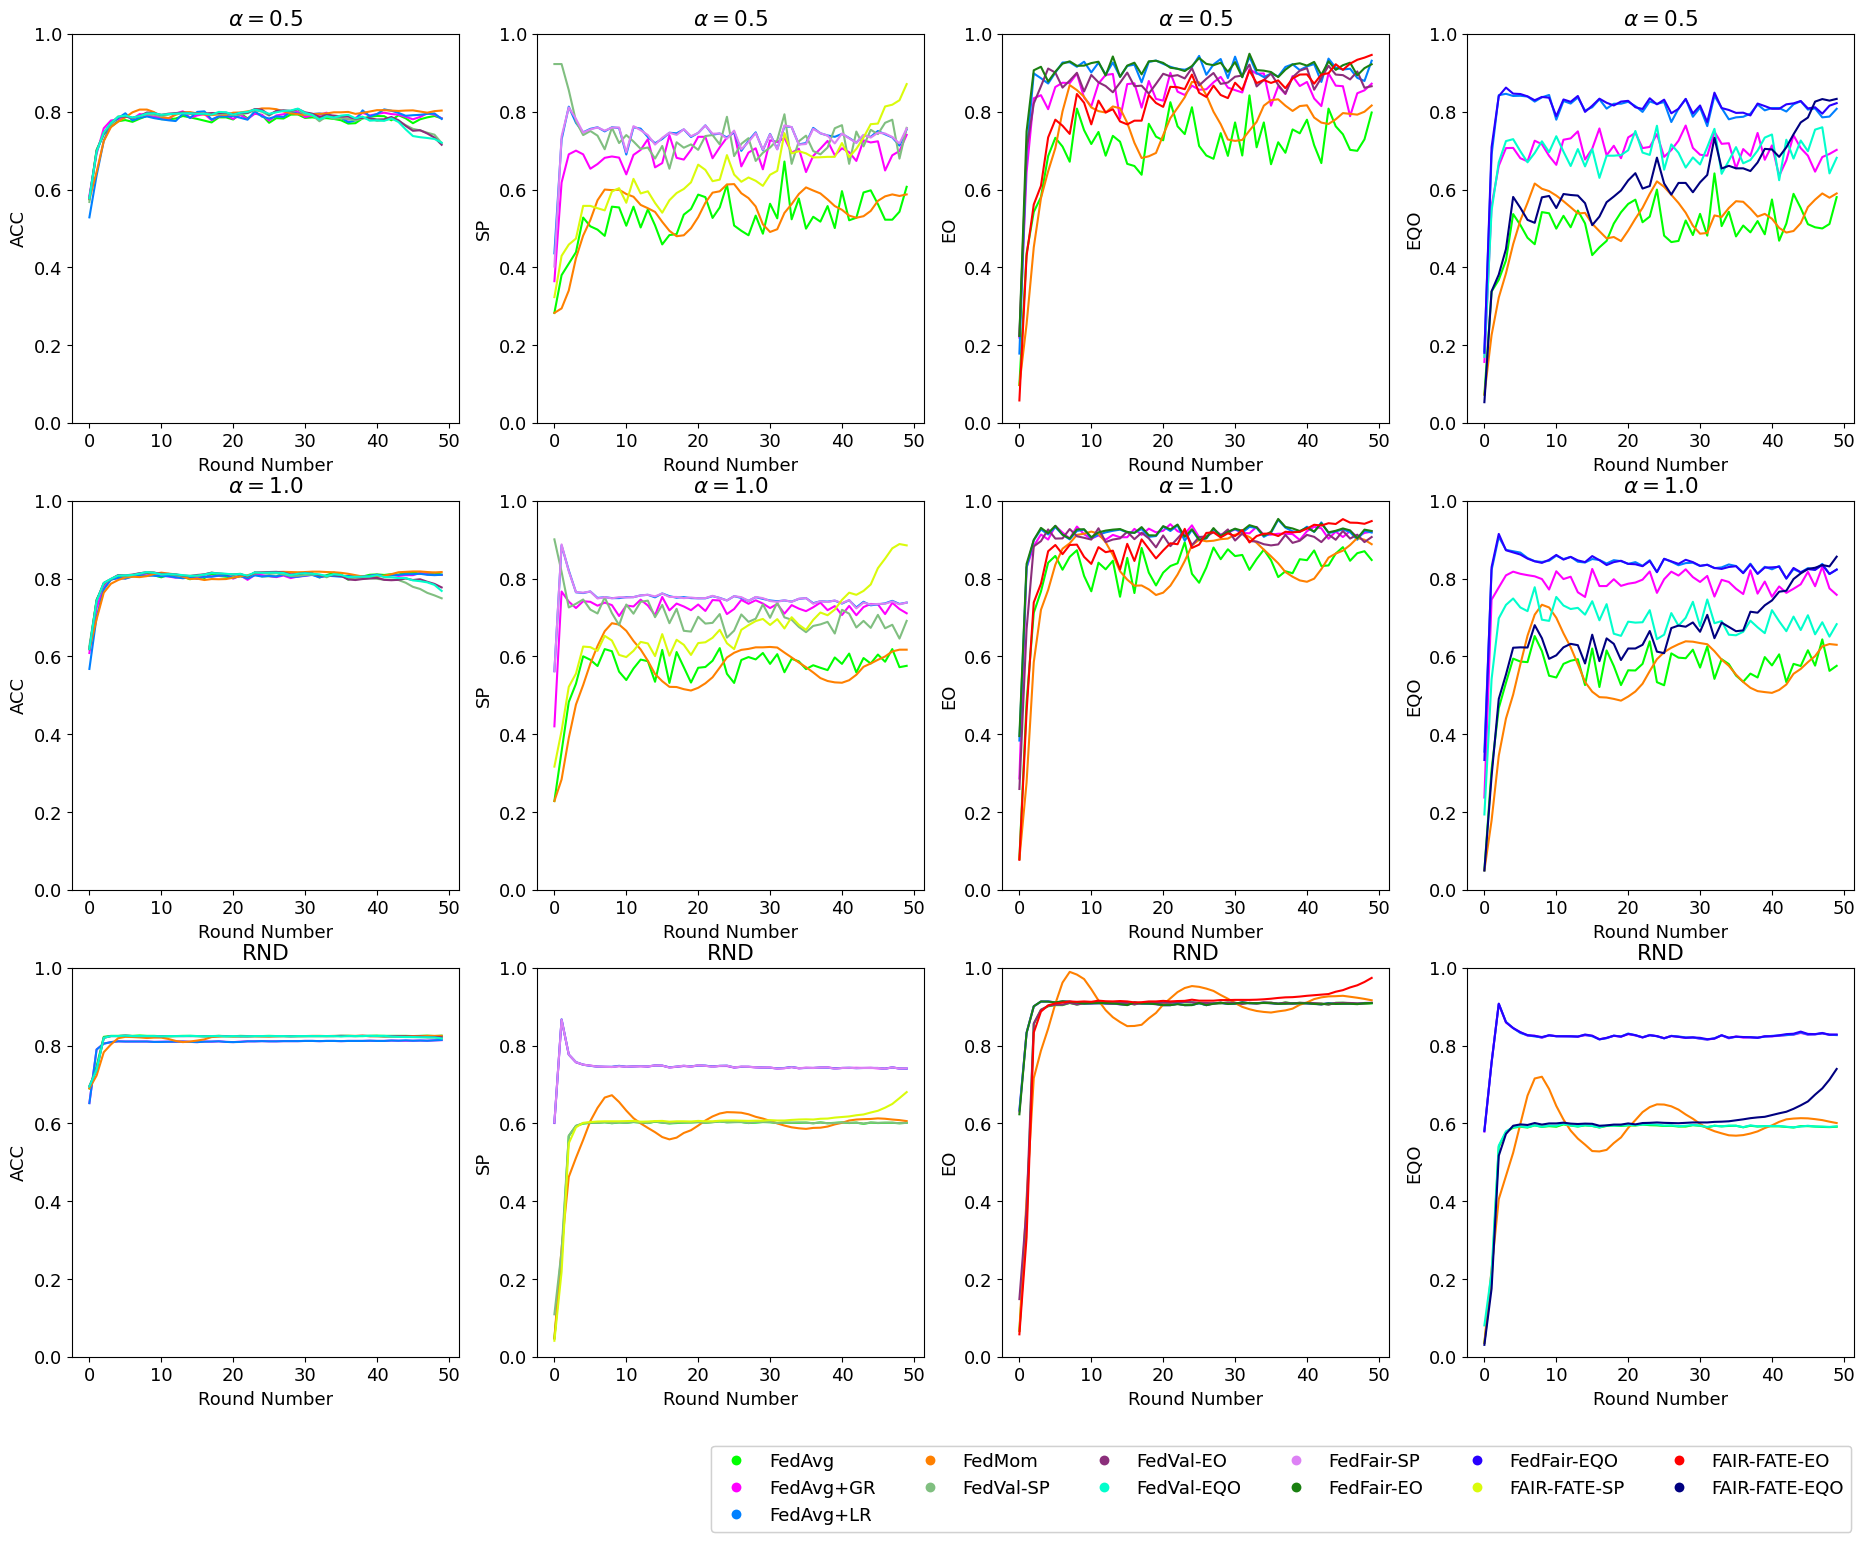 α = 0.5 α = 0.5 α = 0.5 α = 0.5
1.0 1.0 1.0 1.0
0.8 0.8 0.8 0.8
0.6 0.6 0.6 0.6
ACC SP EO EQO
0.4 0.4 0.4 0.4
0.2 0.2 0.2 0.2
0.0 0.0 0.0 0.0
0 10 20 30 40 50 0 10 20 30 40 50 0 10 20 30 40 50 0 10 20 30 40 50
Round Number Round Number Round Number Round Number
α = 1.0 α = 1.0 α = 1.0 α = 1.0
1.0 1.0 1.0 1.0
0.8 0.8 0.8 0.8
0.6 0.6 0.6 0.6
ACC SP EO EQO
0.4 0.4 0.4 0.4
0.2 0.2 0.2 0.2
0.0 0.0 0.0 0.0
0 10 20 30 40 50 0 10 20 30 40 50 0 10 20 30 40 50 0 10 20 30 40 50
Round Number Round Number Round Number Round Number
RND RND RND RND
1.0 1.0 1.0 1.0
0.8 0.8 0.8 0.8
0.6 0.6 0.6 0.6
ACC SP EO EQO
0.4 0.4 0.4 0.4
0.2 0.2 0.2 0.2
0.0 0.0 0.0 0.0
0 10 20 30 40 50 0 10 20 30 40 50 0 10 20 30 40 50 0 10 20 30 40 50
Round Number Round Number Round Number Round Number
FedAvg FedMom FedVal-EO FedFair-SP FedFair-EQO FAIR-FATE-EO
FedAvg+GR FedVal-SP FedVal-EQO FedFair-EO FAIR-FATE-SP FAIR-FATE-EQO
FedAvg+LR